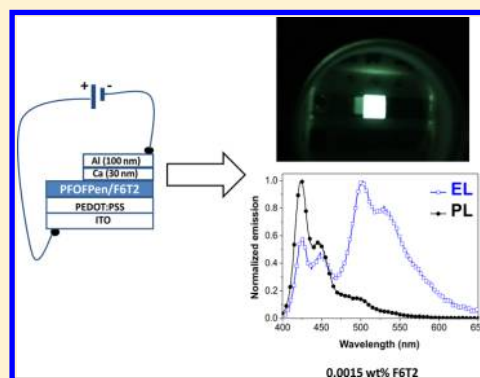 + -
Al (100 nm)
Ca (30 nm)
PFOFPen/F6T2
PEDOT:PSS
ITO
EL
PL
Normalized emission
1.0
0.8
0.6
0.4
0.2
0.0
400 450 500 550 600 650
Wavelength (nm)
0.0015 wt% F6T2